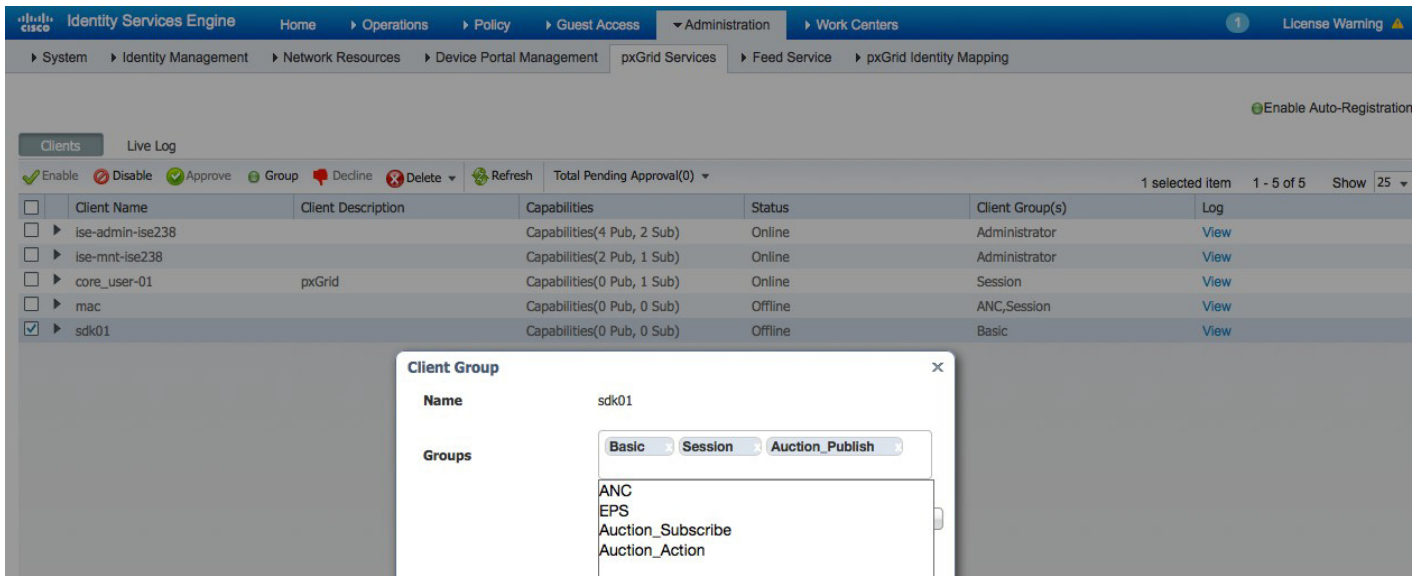 cisco Identity Services Engine Home Operations Policy Guest Access Administration Work Centers 1 License Warning
System Identity Management Network Resources Device Portal Management pxGrid Services Feed Service pxGrid Identity Mapping
Enable Auto-Registration
Clients Live Log
Enable Disable Approve Group Decline Delete Refresh Total Pending Approval(0) 1 selected item 1 - 5 of 5 Show 25
Client Name Client Description Capabilities Status Client Group(s) Log
ise-admin-ise238 Capabilities(4 Pub, 2 Sub) Online Administrator View
ise-mnt-ise238 Capabilities(2 Pub, 1 Sub) Online Administrator View
core_user-01 pxGrid Capabilities(0 Pub, 1 Sub) Online Session View
mac Capabilities(0 Pub, 0 Sub) Offline ANC,Session View
sdk01 Capabilities(0 Pub, 0 Sub) Offline Basic View
Client Group
Name sdk01
Groups Basic Session Auction_Publish
ANC
EPS
Auction_Subscribe
Auction_Action